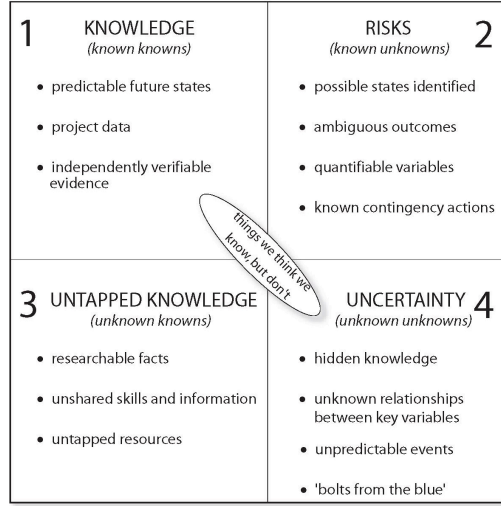 1 KNOWLEDGE
(known knowns)
• predictable future states
• project data
• independently verifiable
evidence
RISKS 2
(known unknowns)
• possible states identified
• ambiguous outcomes
• quantifiable variables
• known contingency actions
things we think we
know, but don't
3 UNTAPPED KNOWLEDGE
(unknown knowns)
• researchable facts
• unshared skills and information
• untapped resources
UNCERTAINTY 4
(unknown unknowns)
• hidden knowledge
• unknown relationships
between key variables
• unpredictable events
• 'bolts from the blue'